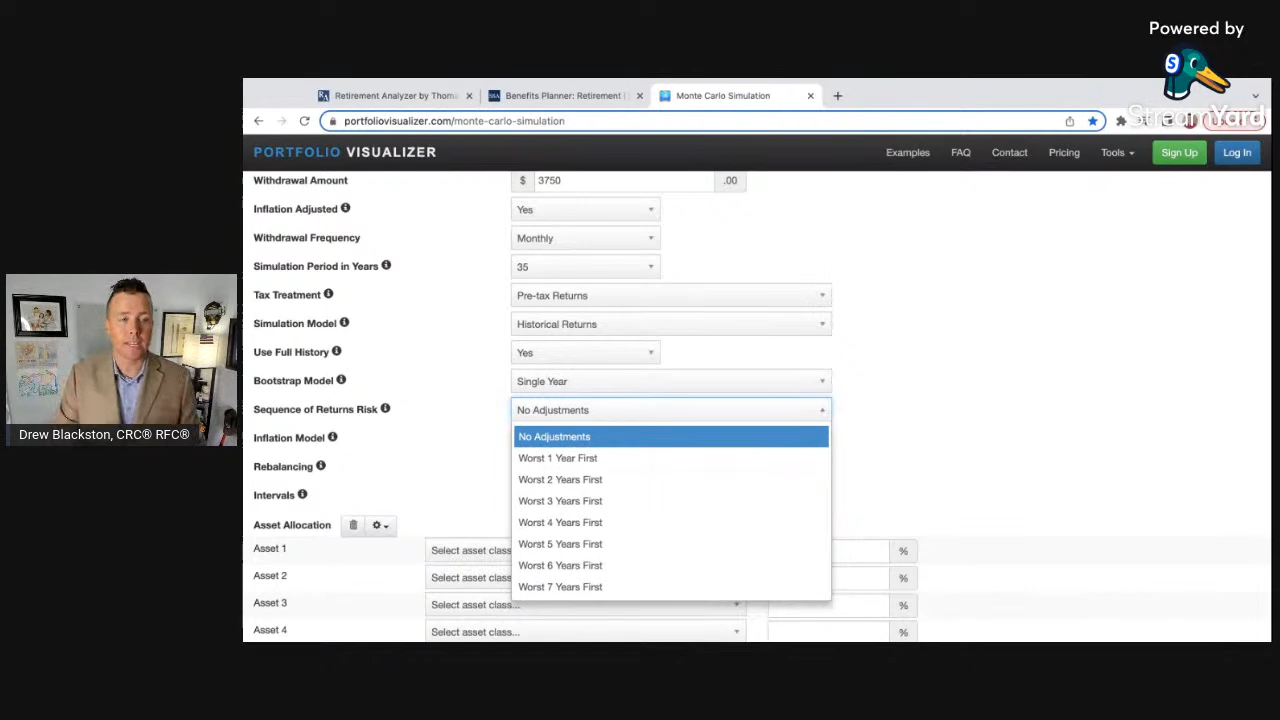 Powered by
StreamYard
Retirement Analyzer by Thom
Benefits Planner: Retirement |
Monte Carlo Simulation
portfoliovisualizer.com/monte-carlo-simulation
PORTFOLIO VISUALIZER
Examples FAQ Contact Pricing Tools Sign Up Log In
Withdrawal Amount $ 3750 .00
Inflation Adjusted Yes
Withdrawal Frequency Monthly
Simulation Period in Years 35
Tax Treatment Pre-tax Returns
Simulation Model Historical Returns
Use Full History Yes
Bootstrap Model Single Year
Sequence of Returns Risk No Adjustments
Inflation Model
Rebalancing
Intervals
No Adjustments
Worst 1 Year First
Worst 2 Years First
Worst 3 Years First
Worst 4 Years First
Worst 5 Years First
Worst 6 Years First
Worst 7 Years First
Asset Allocation
Asset 1 Select asset class %
Asset 2 Select asset class %
Asset 3 Select asset class... %
Asset 4 Select asset class... %
Drew Blackston, CRC® RFC®